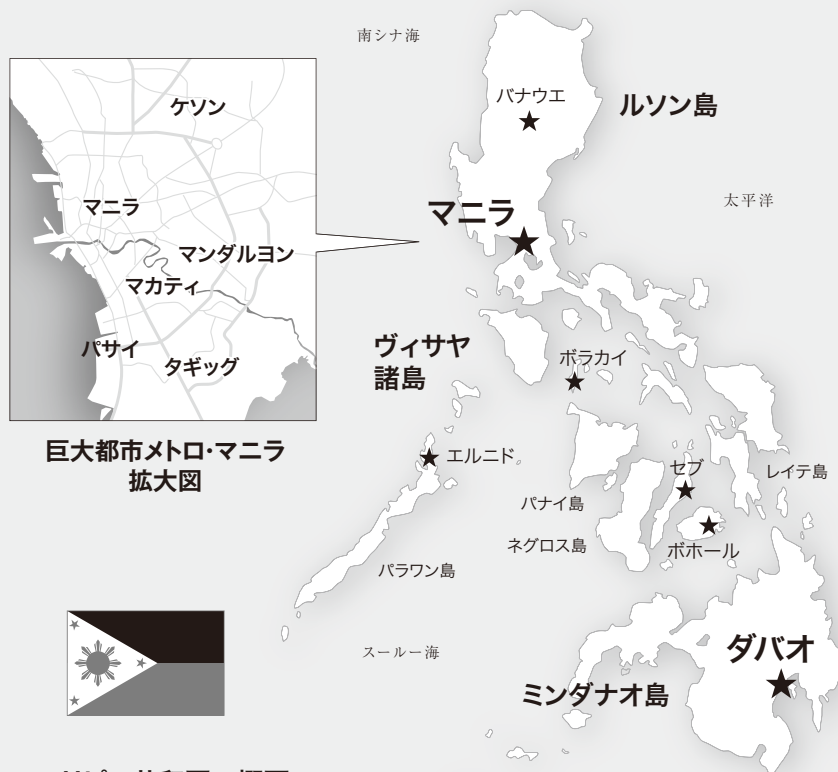 南シナ海
バナウエ
ルソン島
太平洋
マニラ
ケソン
マニラ
マンダルヨン
マカティ
パサイ
タギッグ
巨大都市メトロ・マニラ
拡大図
ヴィサヤ
諸島
ボラカイ
エルニド
セブ
レイテ島
パナイ島
ネグロス島
ボホール
パラワン島
スールー海
ダバオ
ミンダナオ島